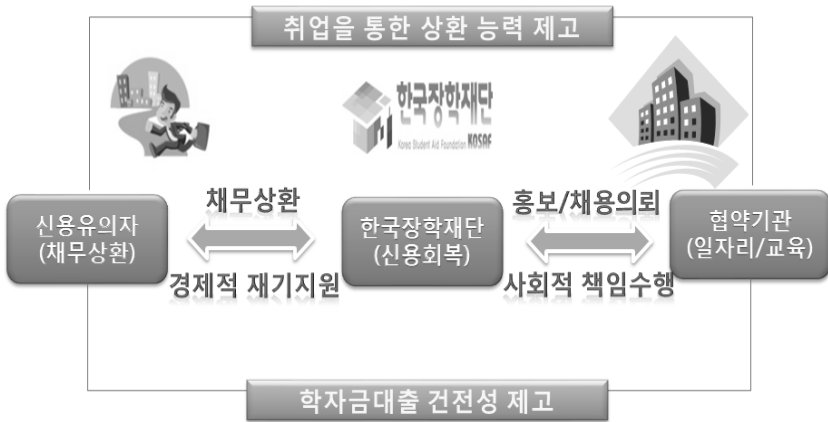 취업을 통한 상환 능력 제고
한국장학재단
Korea Student Aid Foundation KOSAF
신용유의자
(채무상환)
채무상환
경제적 재기지원
한국장학재단
(신용회복)
홍보/채용의뢰
사회적 책임수행
협약기관
(일자리/교육)
학자금대출 건전성 제고